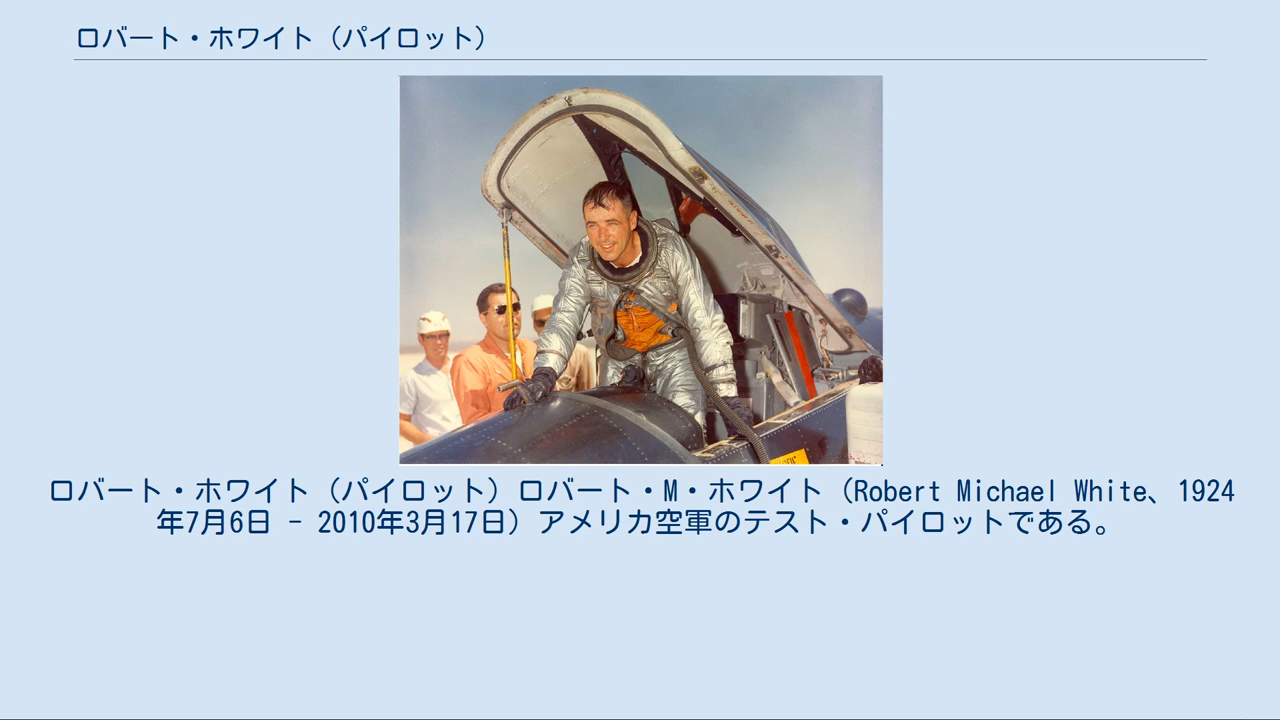 ロバート・ホワイト（パイロット）
ロバート・ホワイト（パイロット）ロバート・M・ホワイト（Robert Michael White、1924
年7月6日 - 2010年3月17日）アメリカ空軍のテスト・パイロットである。